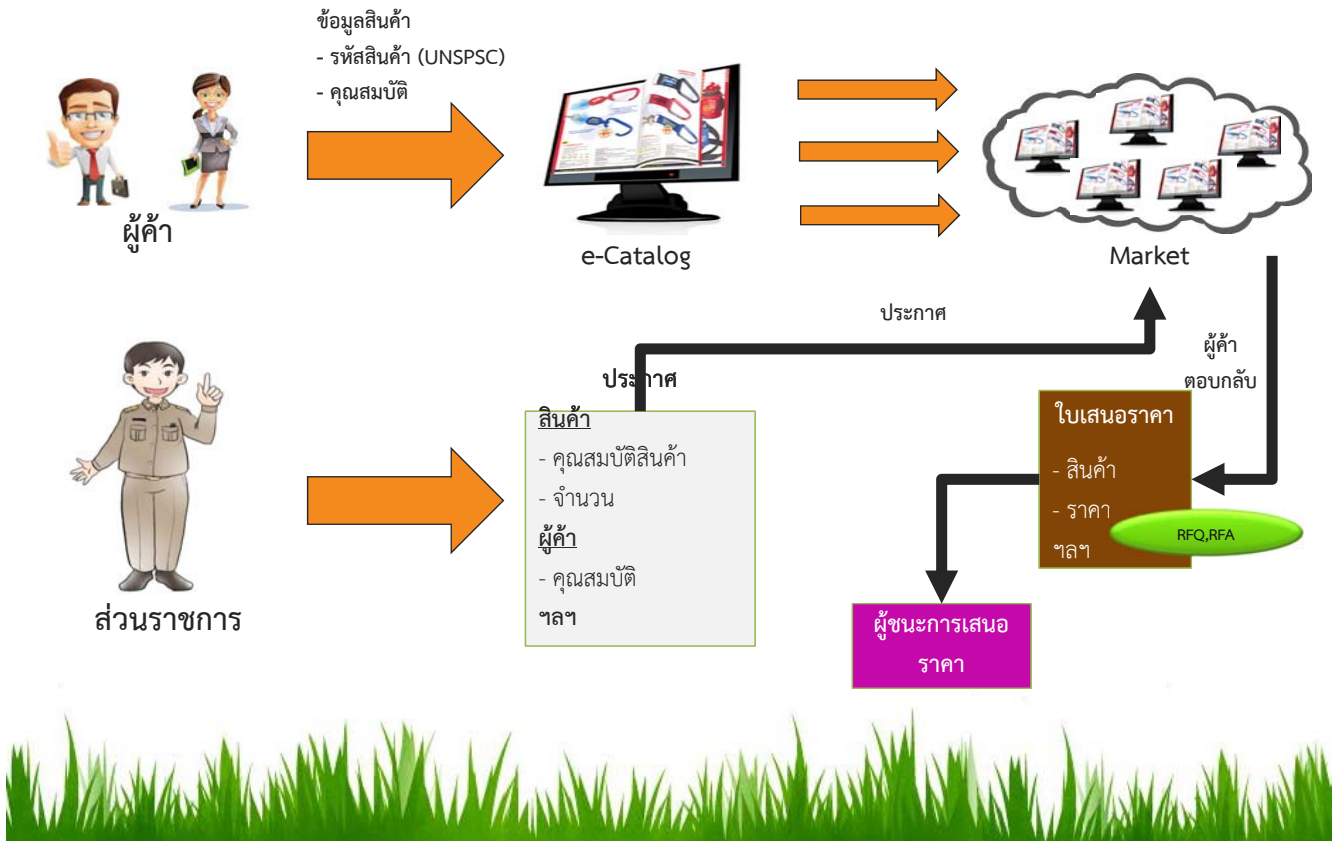 ข้อมูลสินค้า
- รหัสสินค้า (UNSPSC)
- คุณสมบัติ
ผู้ค้า
e-Catalog
Market
ประกาศ
ผู้ค้า
ตอบกลับ
ประกาศ
สินค้า
- คุณสมบัติสินค้า
- จำนวน
ผู้ค้า
- คุณสมบัติ
ฯลฯ
ส่วนราชการ
ใบเสนอราคา
- สินค้า
- ราคา
ฯลฯ
RFQ,RFA
ผู้ชนะการเสนอ
ราคา